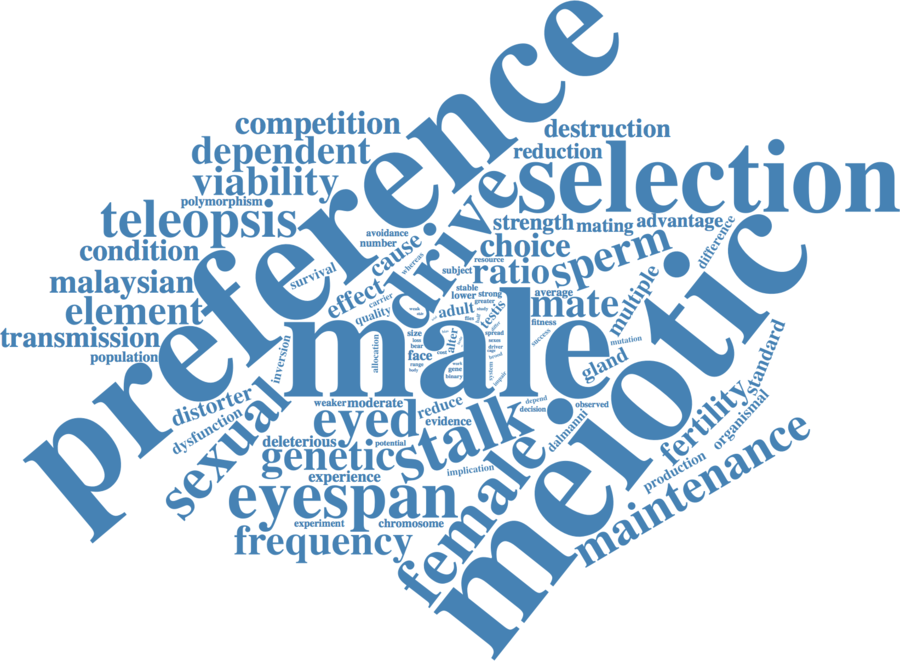 preference
competition
destruction
dependent
reduction
selection
viability
polymorphism
teleopsis
drive
strength
mating
advantage
avoidance
number
condition
cause
whereas
choice
resource
difference
malaysian
survival
subject
ratio
sperm
element
effect
carrier
quality
stable
lower
strong
greater
average
mate
multiple
transmission
adult
testis
fitness
population
inversion
male
meiotic
size
alter
spread
success
mutation
allocation
face
range
body
gene
binary
system
gland
standard
distorter
dysfunction
sexual
weaker
moderate
reduce
depend
decision
observed
eyed
evidence
stalk
dalmanni
fertility
organismal
deleterious
potential
genetics
experience
implication
female
production
maintenance
eyespan
experiment
chromosome
frequency